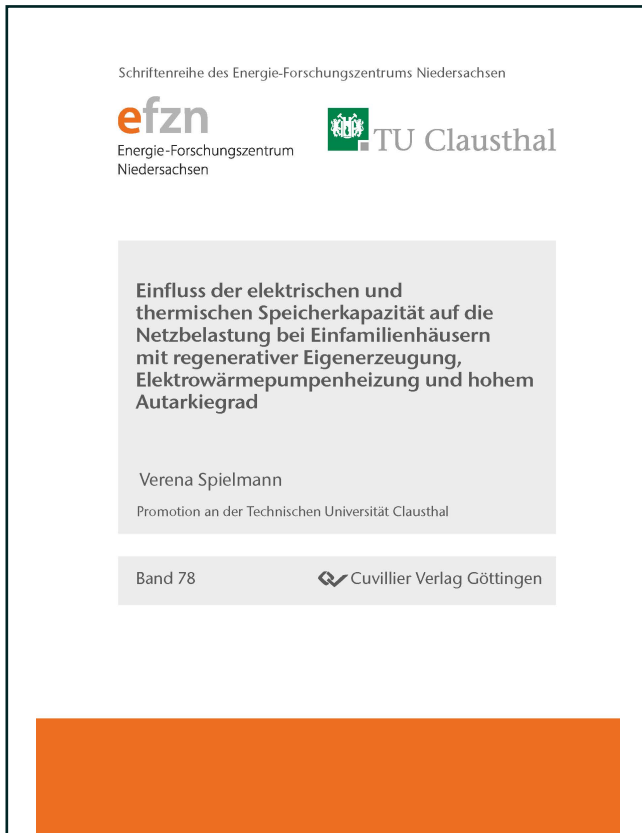 Schriftenreihe des Energie-Forschungszentrums Niedersachsen
efzn
Energie-Forschungszentrum
Niedersachsen
TU Clausthal
Einfluss der elektrischen und
thermischen Speicherkapazität auf die
Netzbelastung bei Einfamilienhäusern
mit regenerativer Eigenerzeugung,
Elektrowärmepumpenheizung und hohem
Autarkiegrad
Verena Spielmann
Promotion an der Technischen Universität Clausthal
Band 78
Cuvillier Verlag Göttingen